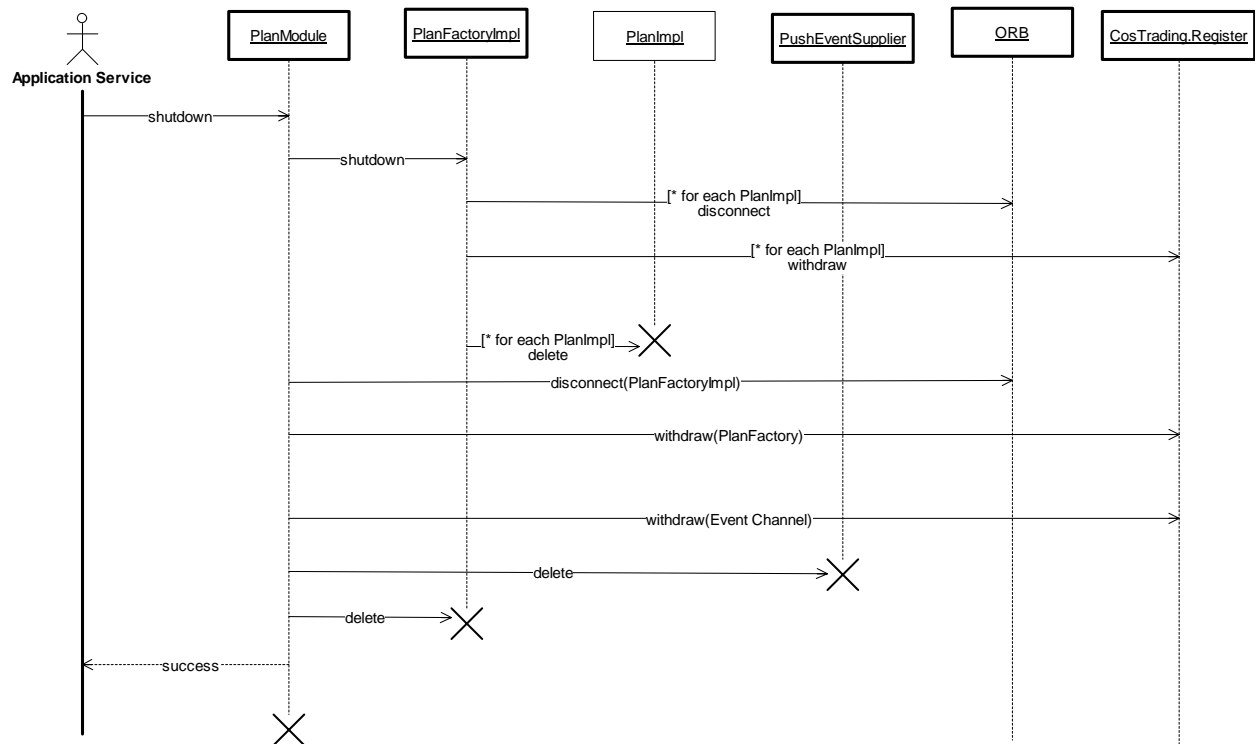 PlanModule
PlanFactoryImpl
PlanImpl
PushEventSupplier
ORB
CosTrading.Register
Application Service
shutdown
shutdown
[* for each PlanImpl]
disconnect
[* for each PlanImpl]
withdraw
[* for each PlanImpl]
delete
disconnect(PlanFactoryImpl)
withdraw(PlanFactory)
withdraw(Event Channel)
delete
delete
success